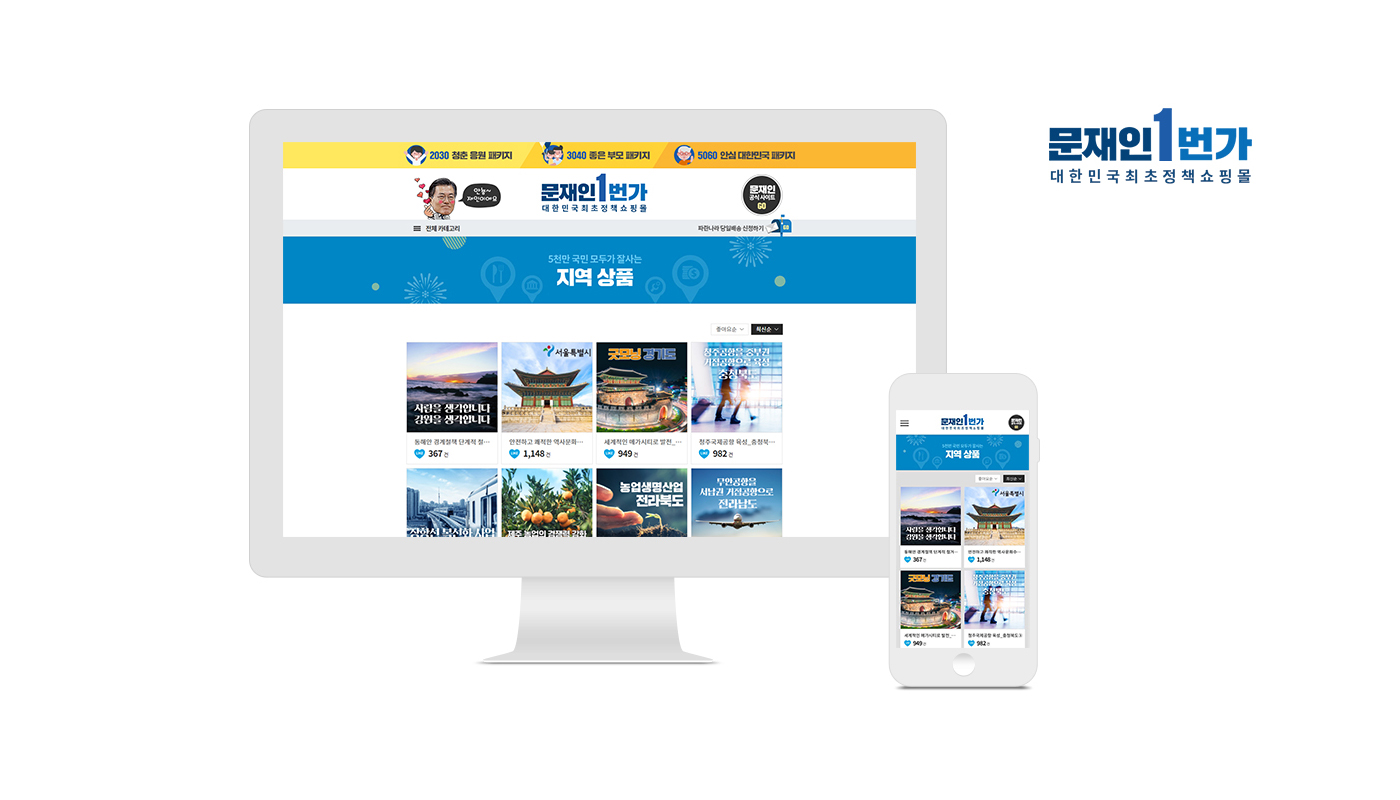 2030 청춘 응원 패키지
3040 좋은 부모 패키지
5060 안심 대한민국 패키지
안뇽~
재인이에요
문재인1번가
대한민국최초정책쇼핑몰
문재인
공식 사이트
GO
전체 카테고리
파란나라 당일배송 신청하기
5천만 국민 모두가 잘사는
지역 상품
좋아요순
최신순
사람을 생각합니다
강원을 생각합니다
동해안 경계철책 단계적 철…
367 건
서울특별시
안전하고 쾌적한 역사문화…
1,148 건
굿모닝 경기도
세계적인 메가시티로 발전_…
949 건
청주공항을 중부권
거점공항으로 육성
충청북도
청주국제공항 육성_충청북…
982 건
제주 농업의 경쟁력 강화
농업생명산업
전라북도
무안공항을
서남권 거점공항으로
전라남도
문재인1번가
대한민국최초정책쇼핑몰
문재인1번가
대한민국최초정책쇼핑몰
5천만 국민 모두가 잘사는
지역 상품
좋아요순
최신순
사람을 생각합니다
강원을 생각합니다
동해안 경계철책 단계적 철거…
367 건
서울특별시
안전하고 쾌적한 역사문화수…
1,148 건
굿모닝 경기도
세계적인 메가시티로 발전_…
949 건
청주공항을 중부권
거점공항으로 육성
충청북도
청주국제공항 육성_충청북도
982 건